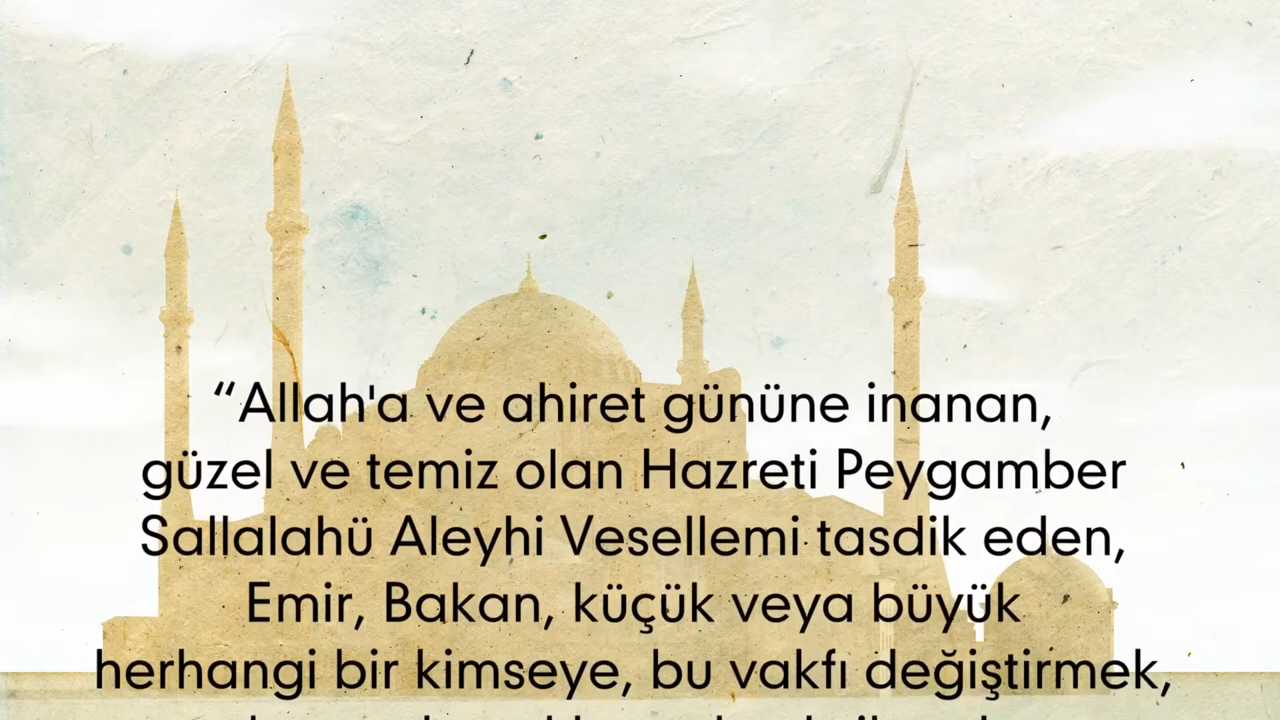 “Allah'a ve ahiret gününe inanan,
güzel ve temiz olan Hazreti Peygamber
Sallalahü Aleyhi Vesellemi tasdik eden,
Emir, Bakan, küçük veya büyük
herhangi bir kimseye, bu vakfı değiştirmek,